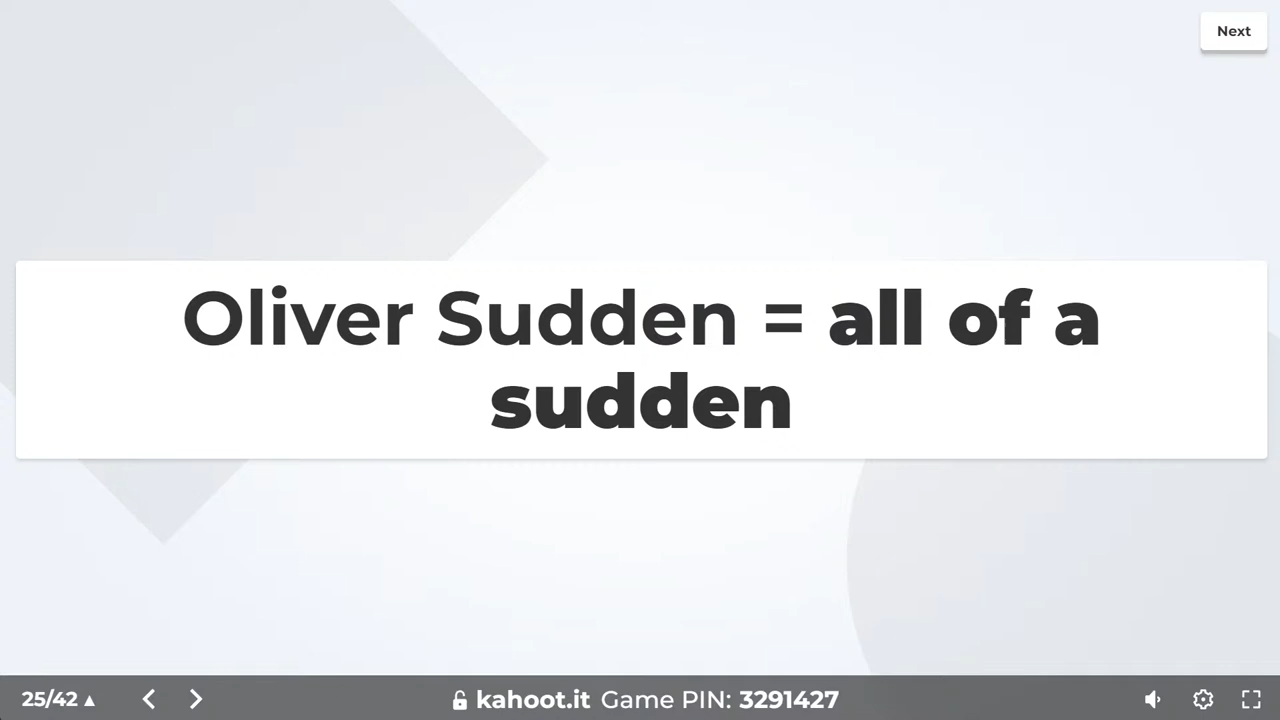 Next
Oliver Sudden = all of a
sudden
25/42 ▲
kahoot.it Game PIN: 3291427